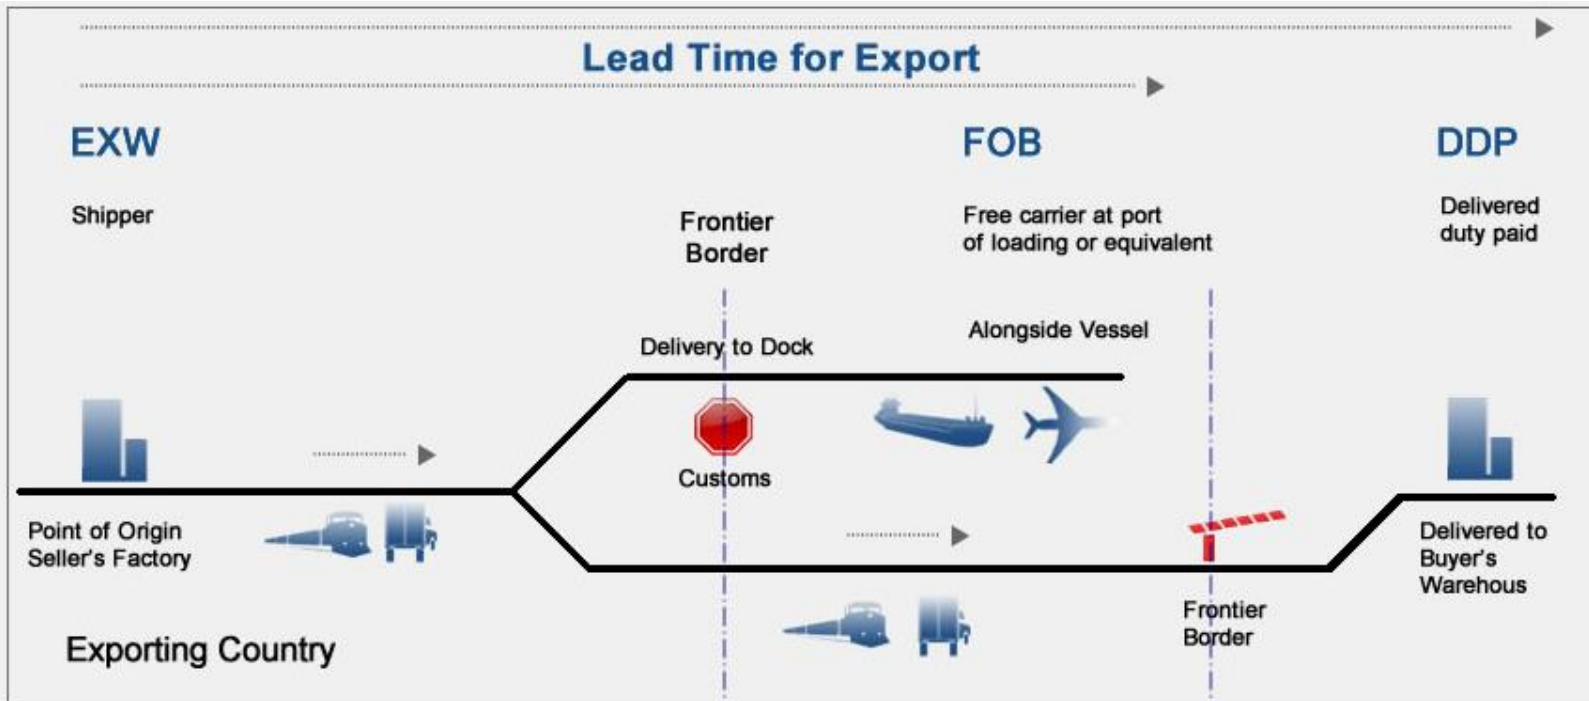 Lead Time for Export
EXW
FOB
DDP
Shipper
Frontier
Border
Free carrier at port
of loading or equivalent
Delivered
duty paid
Delivery to Dock
Alongside Vessel
Customs
Point of Origin
Seller's Factory
Delivered to
Buyer's
Warehous
Frontier
Border
Exporting Country